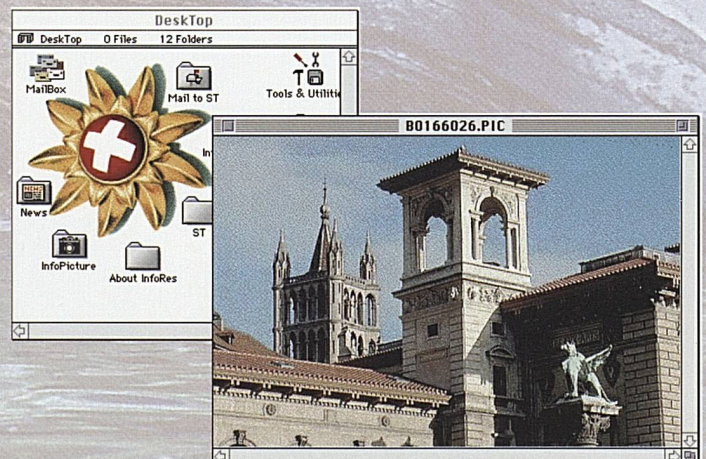 DeskTop
DeskTop 0 Files 12 Folders
MailBox
Mail to ST
Tools & Utilitie
In
News
ST
InfoPicture
About InfoRes
B0166026.PIC